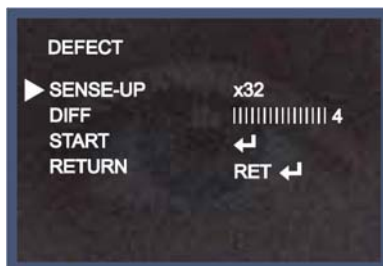 DEFECT
SENSE-UP x32
DIFF 4
START ↵
RETURN RET ↵